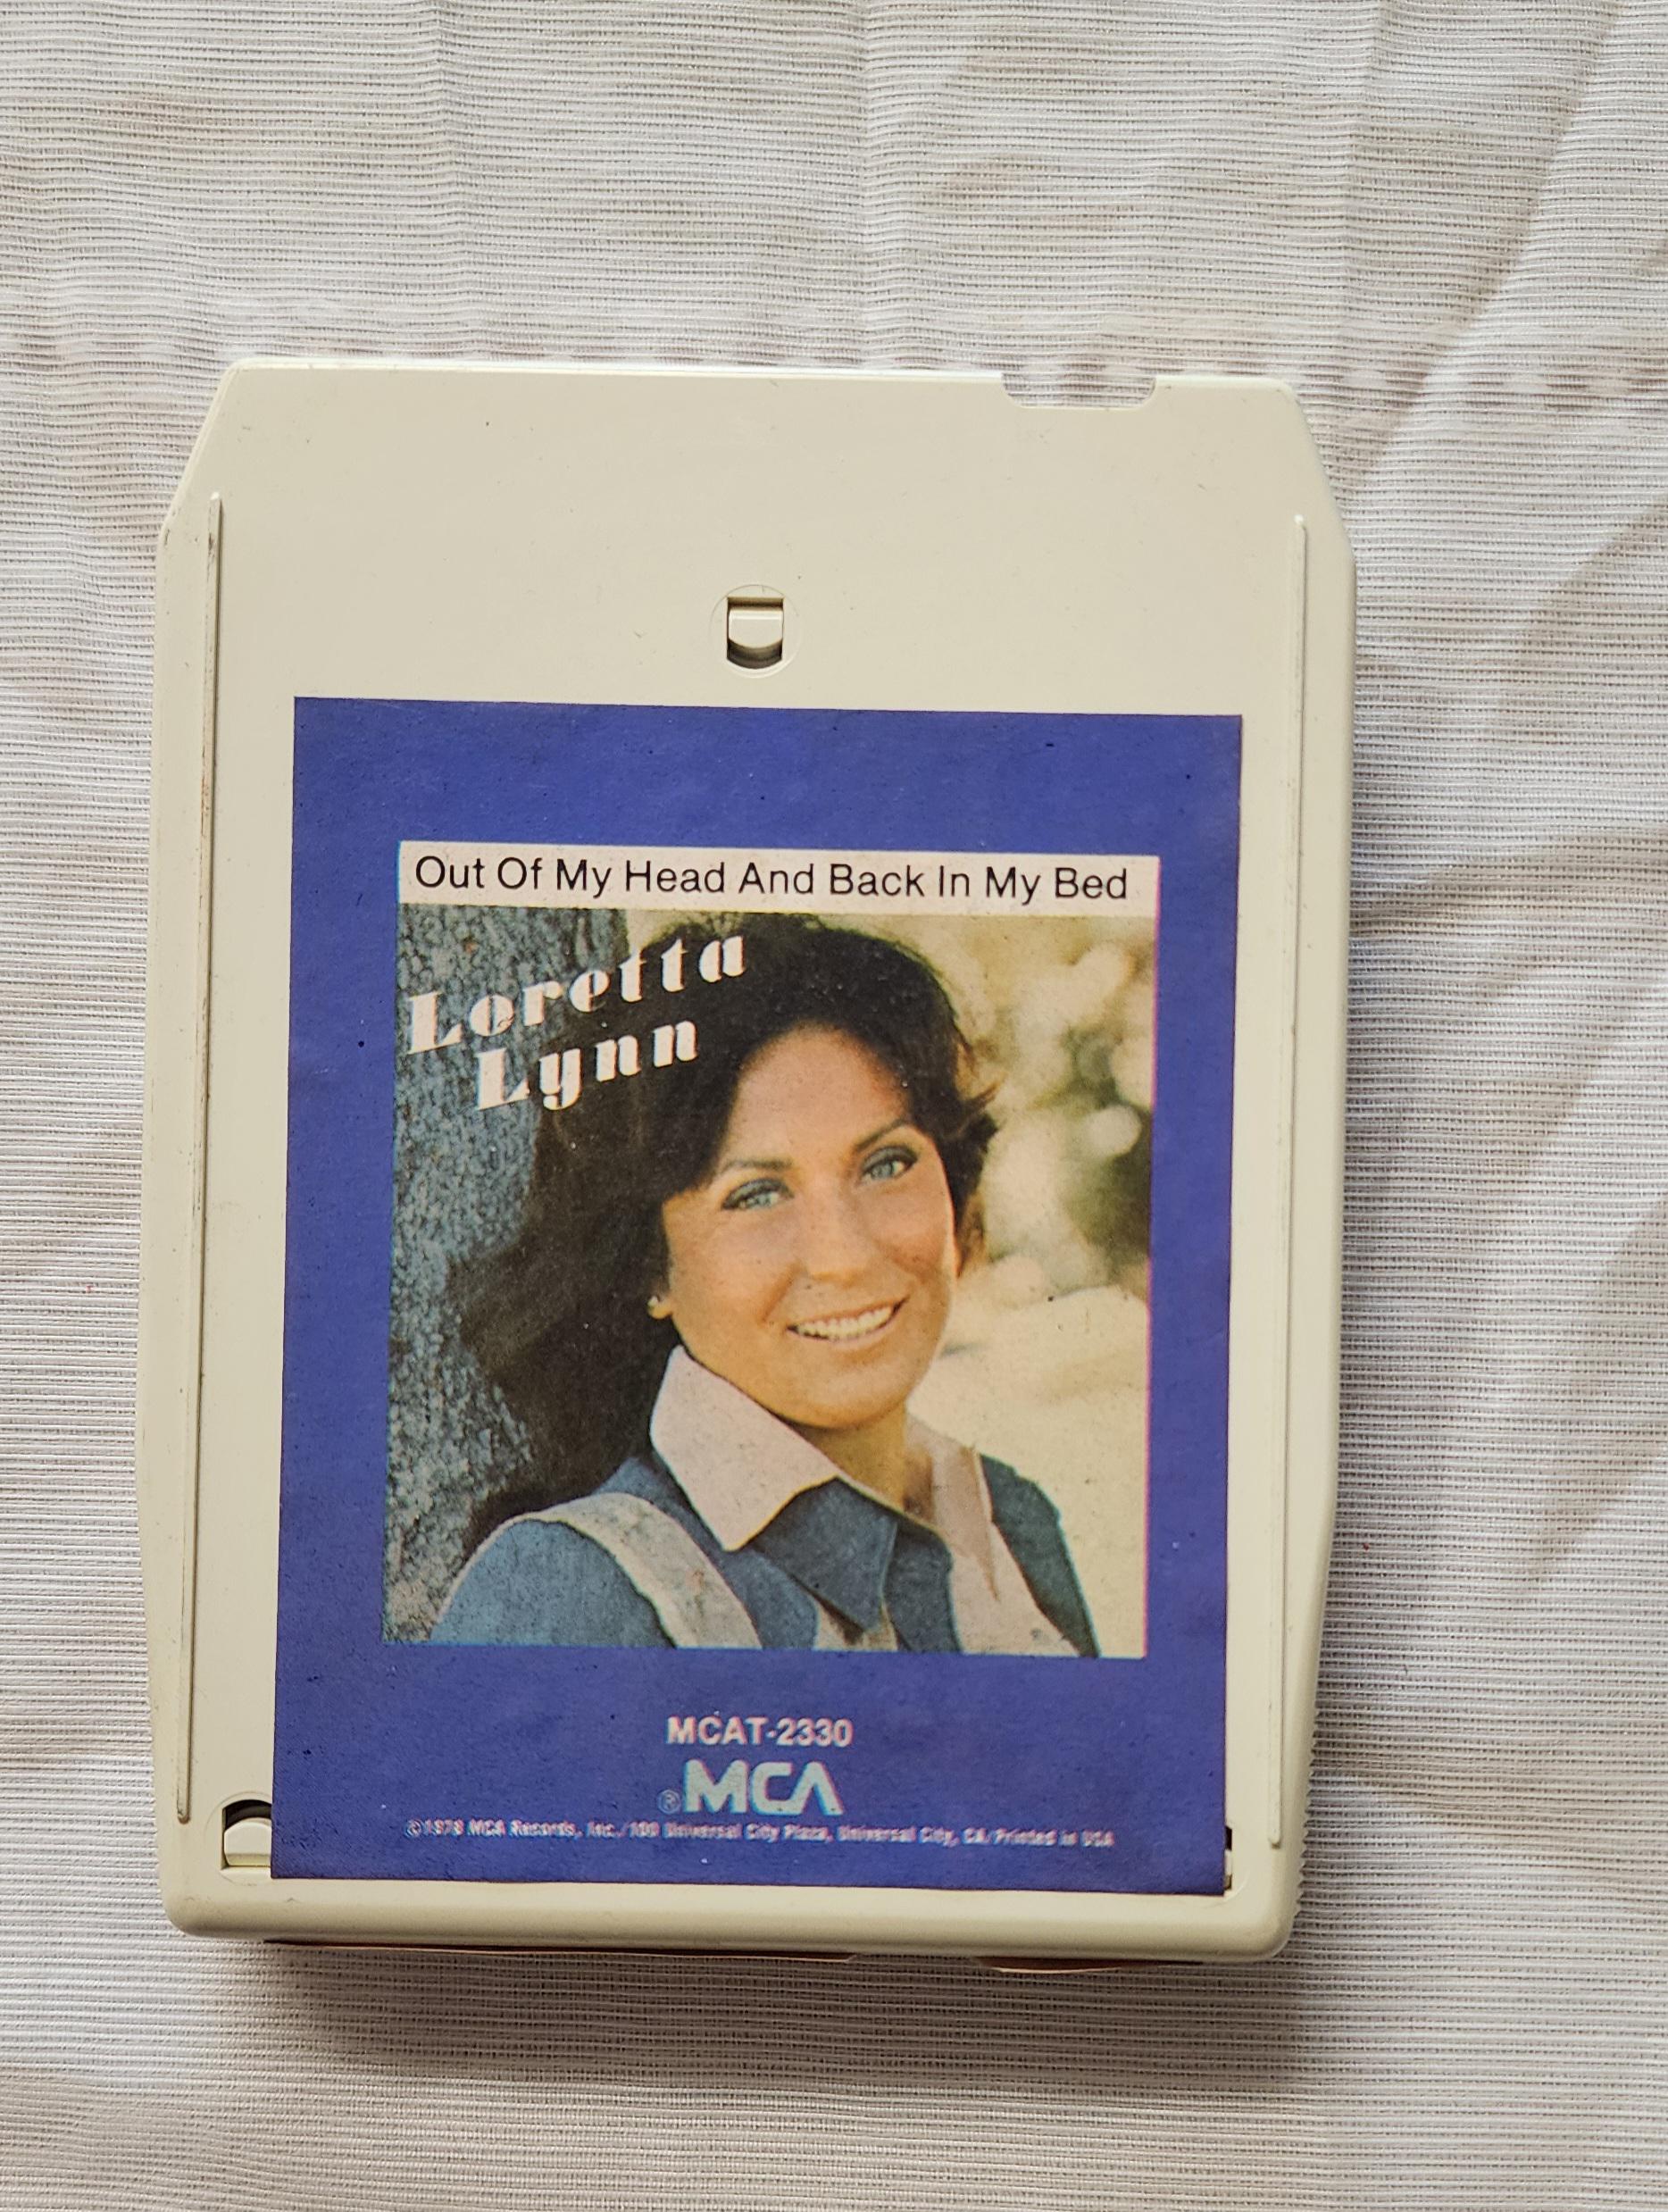 Out Of My Head And Back In My Bed
Loretta
Lynn
MCAT-2330
®MCA
©1978 MCA Records, Inc./100 Universal City Plaza, Universal City, CA. Printed in USA